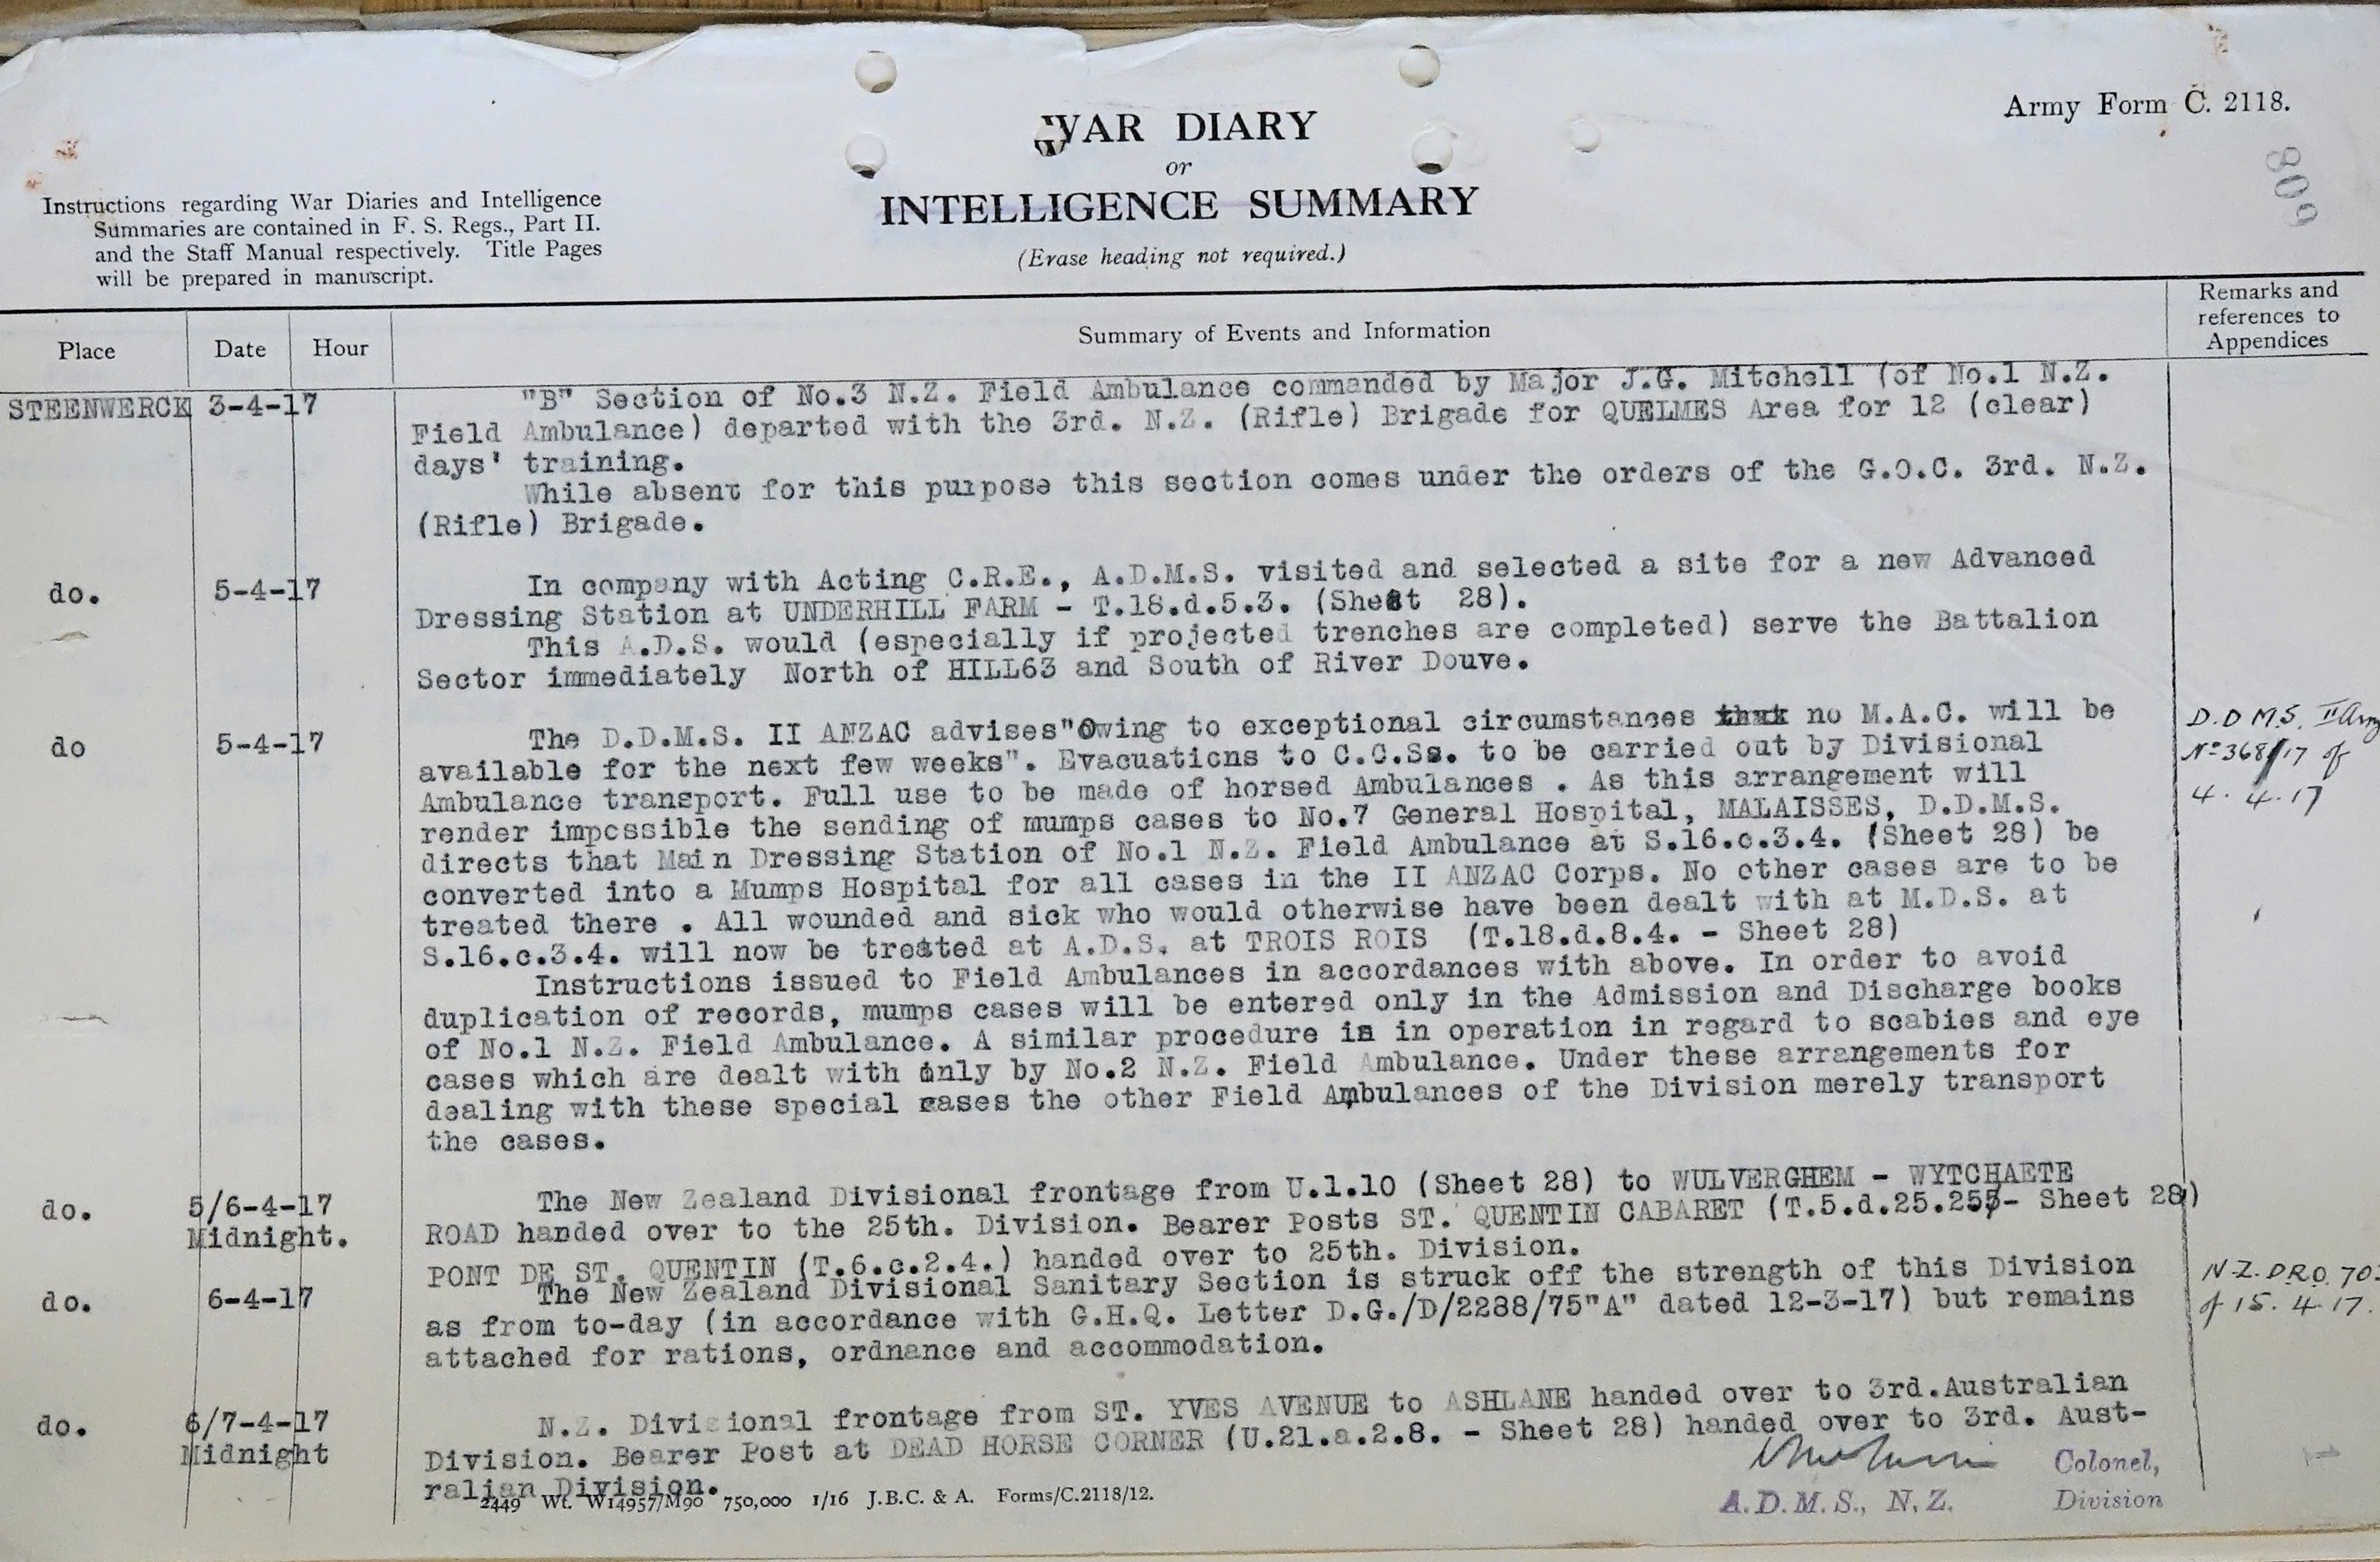 Army Form C. 2118.
WAR DIARY
or
INTELLIGENCE SUMMARY
(Erase heading not required.)
809
Instructions regarding War Diaries and Intelligence
Summaries are contained in F. S. Regs., Part II.
and the Staff Manual respectively. Title Pages
will be prepared in manuscript.
Place Date Hour Summary of Events and Information Remarks and
references to
Appendices
STEENWERCK 3-4-17 "B" Section of No.3 N.Z. Field Ambulance commanded by Major J.G. Mitchell (of No.1 N.Z.
Field Ambulance) departed with the 3rd. N.Z. (Rifle) Brigade for QUELMES Area for 12 (clear)
days' training.
While absent for this purpose this section comes under the orders of the G.O.C. 3rd. N.Z.
(Rifle) Brigade.
do. 5-4-17 In company with Acting C.R.E., A.D.M.S. visited and selected a site for a new Advanced
Dressing Station at UNDERHILL FARM - T.18.d.5.3. (Sheet 28).
This A.D.S. would (especially if projected trenches are completed) serve the Battalion
Sector immediately North of HILL63 and South of River Douve.
do 5-4-17 The D.D.M.S. II ANZAC advises"Owing to exceptional circumstances that no M.A.C. will be
available for the next few weeks". Evacuations to C.C.Ss. to be carried out by Divisional
Ambulance transport. Full use to be made of horsed Ambulances . As this arrangement will
render impossible the sending of mumps cases to No.7 General Hospital, MALAISSES, D.D.M.S.
directs that Main Dressing Station of No.1 N.Z. Field Ambulance at S.16.c.3.4. (Sheet 28) be
converted into a Mumps Hospital for all cases in the II ANZAC Corps. No other cases are to be
treated there . All wounded and sick who would otherwise have been dealt with at M.D.S. at
S.16.c.3.4. will now be treated at A.D.S. at TROIS ROIS (T.18.d.8.4. - Sheet 28)
D.D.M.S. II
No 368/17 of
4.4.17
Instructions issued to Field Ambulances in accordances with above. In order to avoid
duplication of records, mumps cases will be entered only in the Admission and Discharge books
of No.1 N.Z. Field Ambulance. A similar procedure is in operation in regard to scabies and eye
cases which are dealt with only by No.2 N.Z. Field Ambulance. Under these arrangements for
dealing with these special cases the other Field Ambulances of the Division merely transport
the cases.
do. 5/6-4-17 The New Zealand Divisional frontage from U.1.10 (Sheet 28) to WULVERGHEM - WYTCHAETE
Midnight. ROAD handed over to the 25th. Division. Bearer Posts ST. QUENTIN CABARET (T.5.d.25.255- Sheet 28)
PONT DE ST. QUENTIN (T.6.c.2.4.) handed over to 25th. Division.
do. 6-4-17 The New Zealand Divisional Sanitary Section is struck off the strength of this Division
as from to-day (in accordance with G.H.Q. Letter D.G./D/2288/75"A" dated 12-3-17) but remains
attached for rations, ordnance and accommodation.
N.Z. DRO.
of 15.4.17.
do. 6/7-4-17 N.Z. Divisional frontage from ST. YVES AVENUE to ASHLANE handed over to 3rd.Australian
Midnight Division. Bearer Post at DEAD HORSE CORNER (U.21.a.2.8. - Sheet 28) handed over to 3rd. Aust-
ralian Division.
Colonel,
A.D.M.S., N.Z. Division
2449 Wt. W14957/M90 750,000 1/16 J.B.C. & A. Forms/C.2118/12.